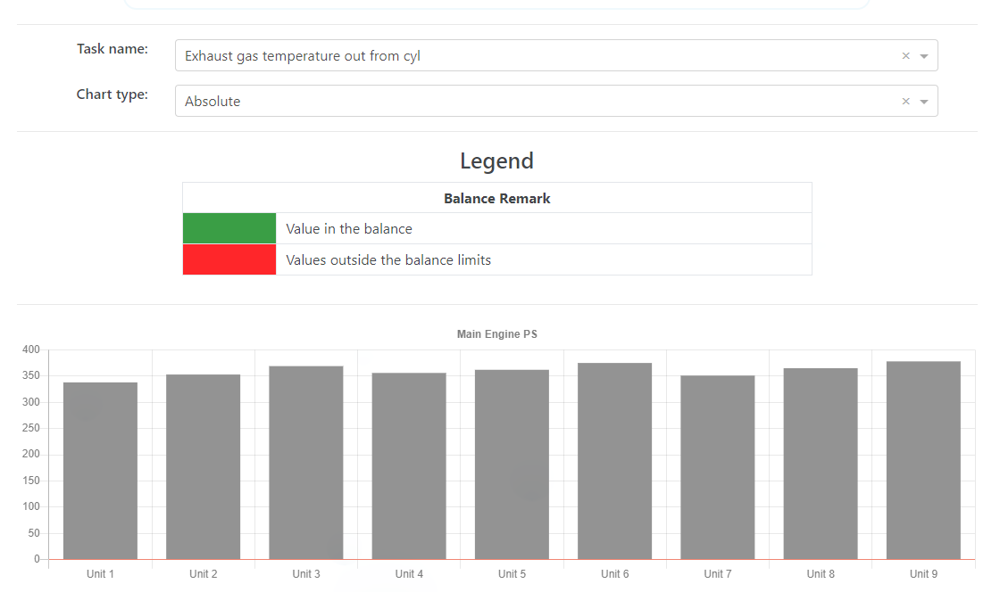 Task name:
Exhaust gas temperature out from cyl
Chart type:
Absolute
Legend
Balance Remark
Value in the balance
Values outside the balance limits
Main Engine PS
400
350
300
250
200
150
100
50
0
Unit 1 Unit 2 Unit 3 Unit 4 Unit 5 Unit 6 Unit 7 Unit 8 Unit 9